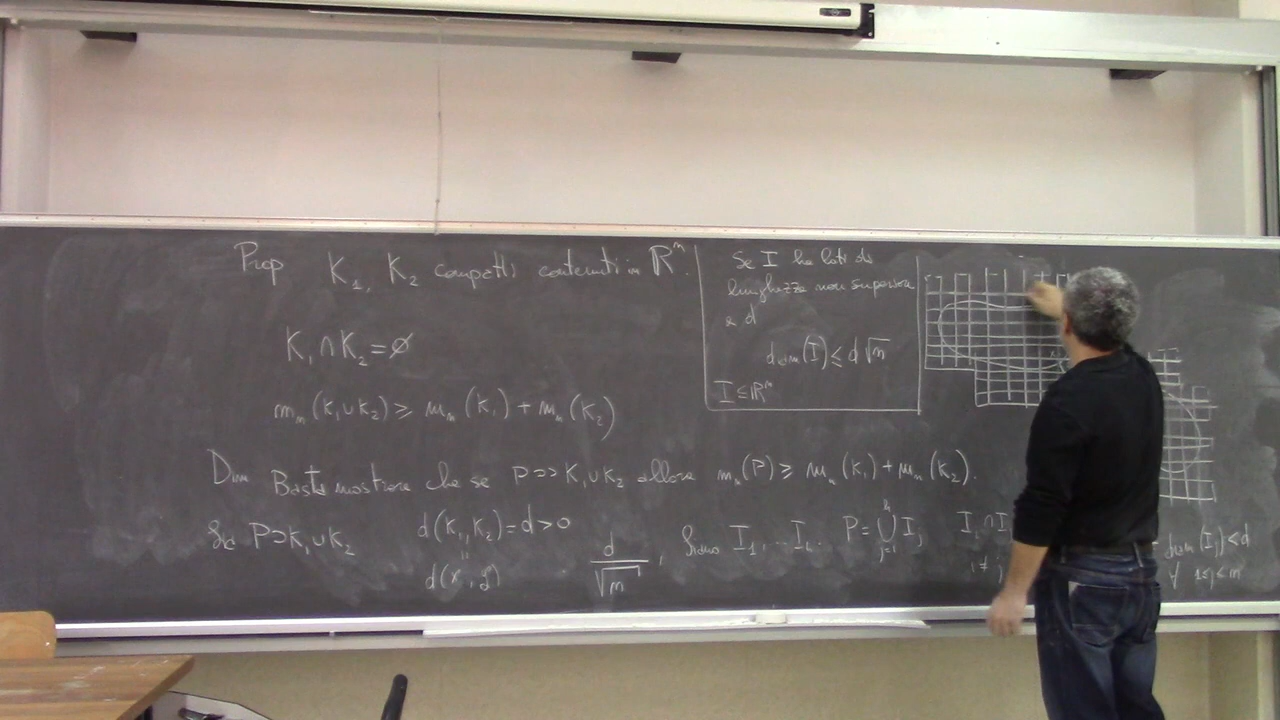 Prop K₁, K₂ compatti contenuti in ℝⁿ.
K₁∩K₂=∅
mₙ(K₁∪K₂) ≥ mₙ(K₁) + mₙ(K₂)
Dim Basta mostrare che se P⊃K₁∪K₂ allora mₙ(P) ≥ mₙ(K₁) + mₙ(K₂).
Sia P⊃K₁∪K₂
d(K₁,K₂)=d>0
d(x,y)
d/√n,
Siano I₁, ... Iₖ.
P=⋃ⱼ₌₁ᵏ Iⱼ
Se I ha lati di
lunghezza non superiore
a d
diam(I) ≤ d√n
I⊆ℝⁿ
diam(Iⱼ)<d